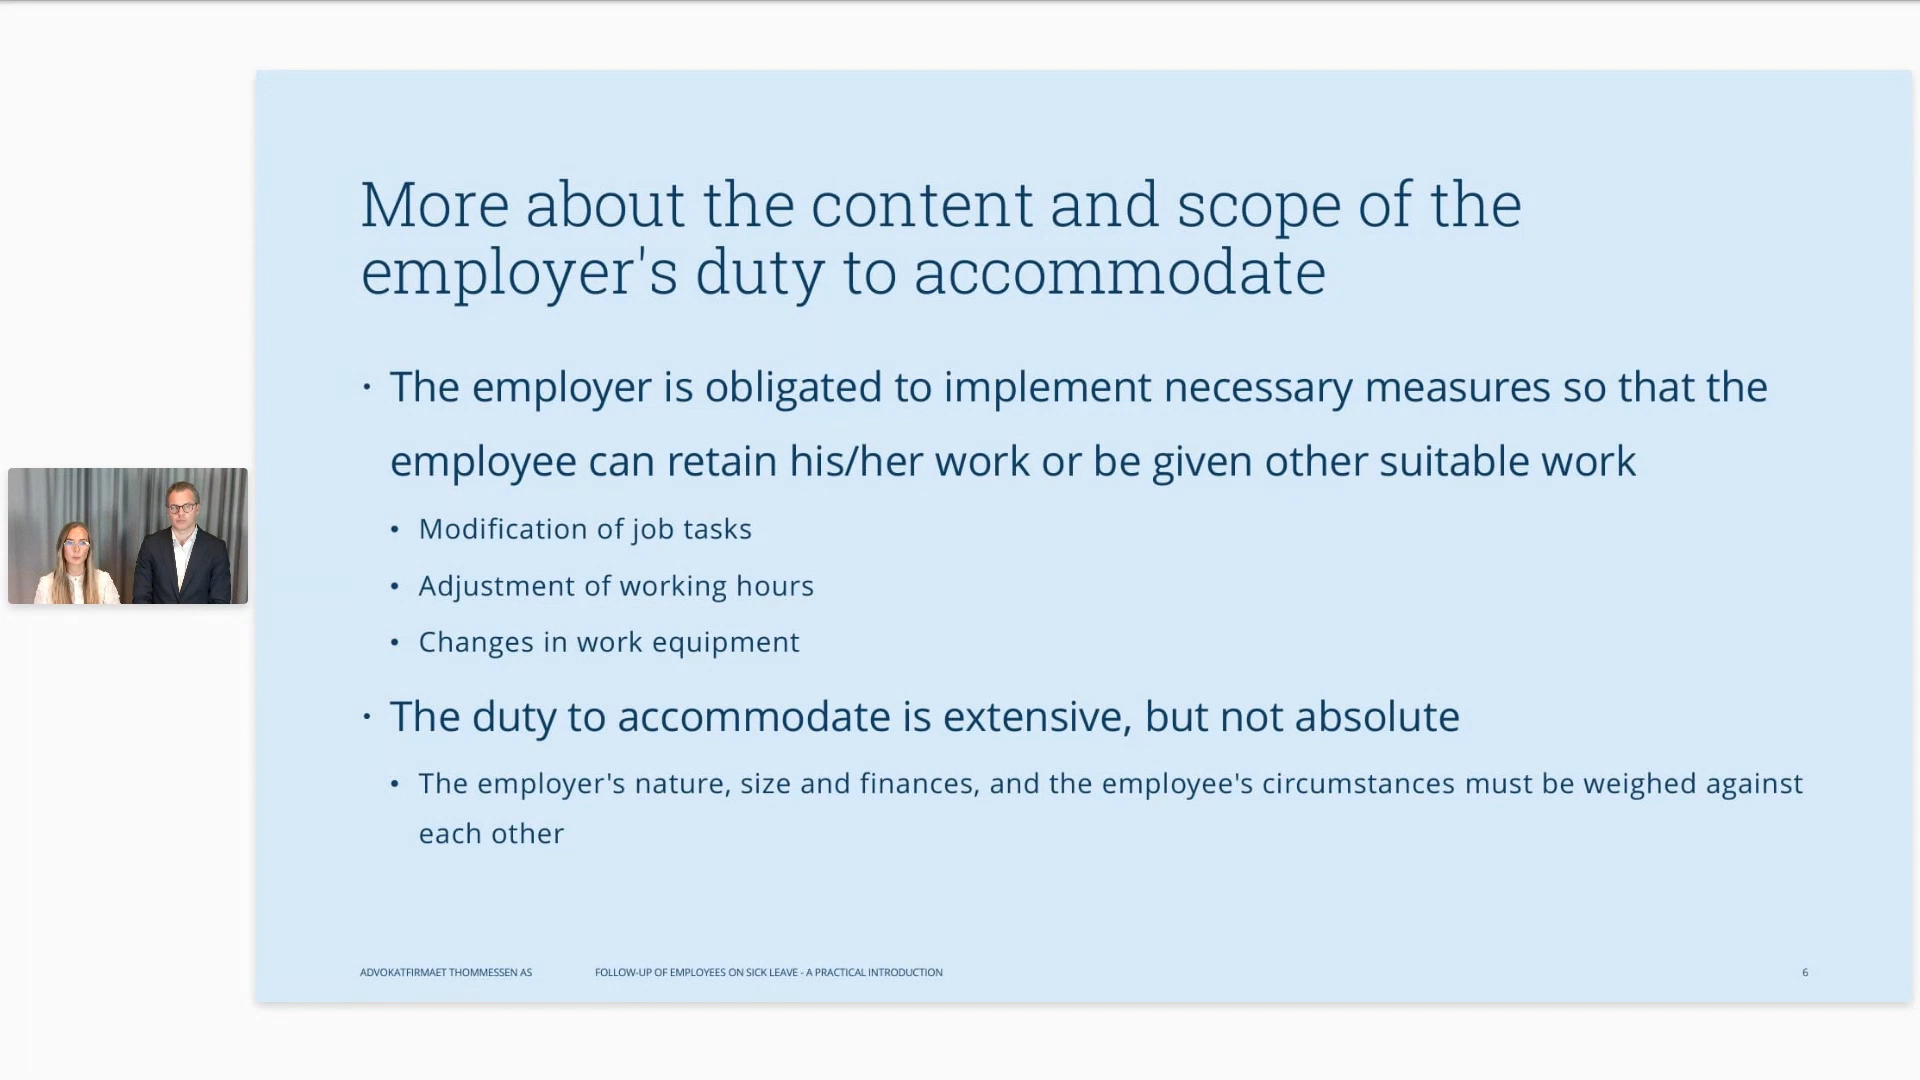 More about the content and scope of the
employer's duty to accommodate
· The employer is obligated to implement necessary measures so that the
employee can retain his/her work or be given other suitable work
• Modification of job tasks
• Adjustment of working hours
• Changes in work equipment
· The duty to accommodate is extensive, but not absolute
• The employer's nature, size and finances, and the employee's circumstances must be weighed against
each other
ADVOKATFIRMAET THOMMESSEN AS FOLLOW-UP OF EMPLOYEES ON SICK LEAVE - A PRACTICAL INTRODUCTION 6